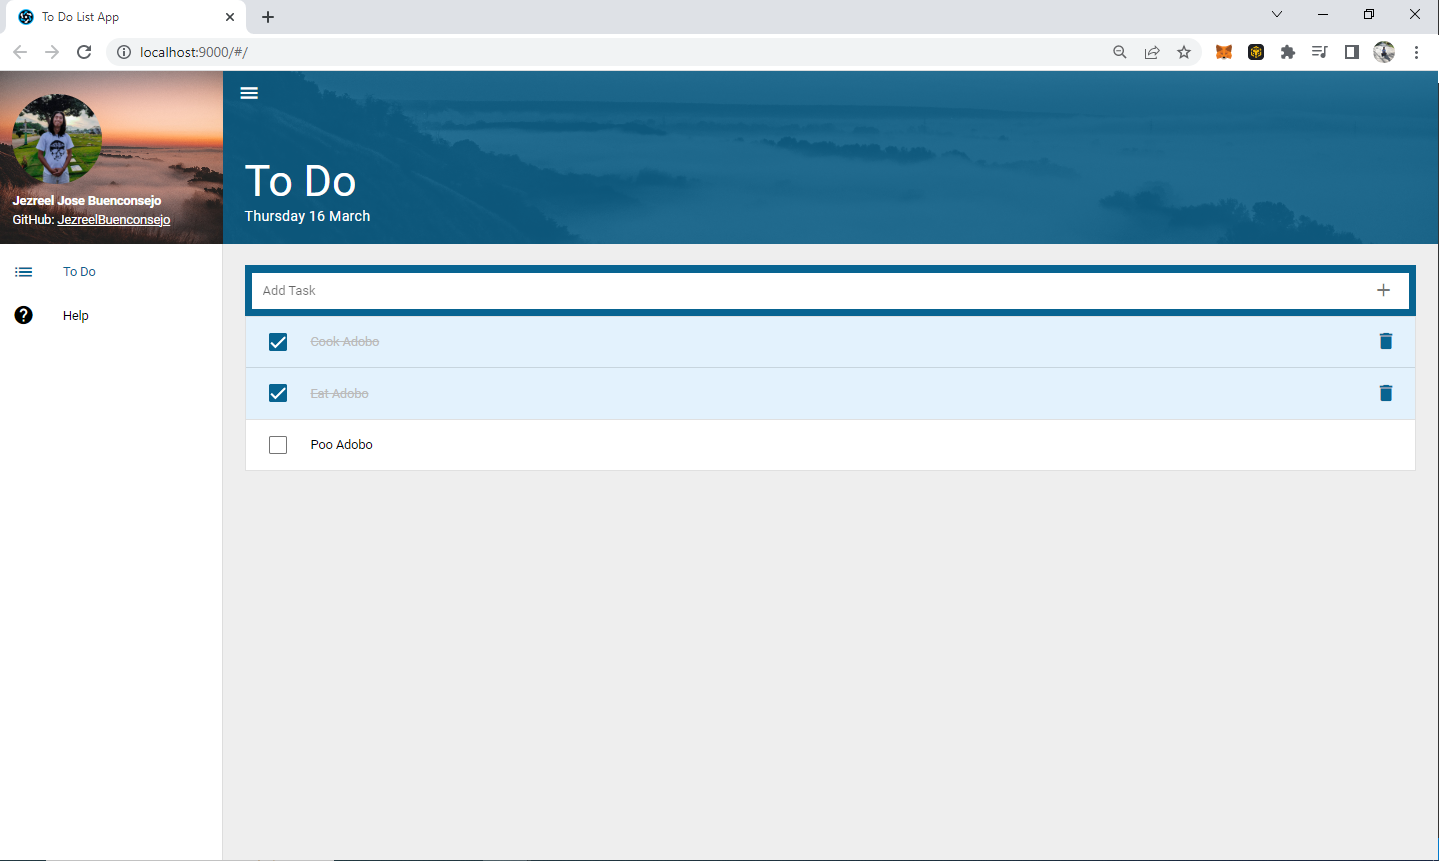 To Do List App
localhost:9000/#/
Jezreel Jose Buenconsejo
GitHub: JezreelBuenconsejo
To Do
Thursday 16 March
To Do
Help
Add Task
Cook Adobo
Eat Adobo
Poo Adobo